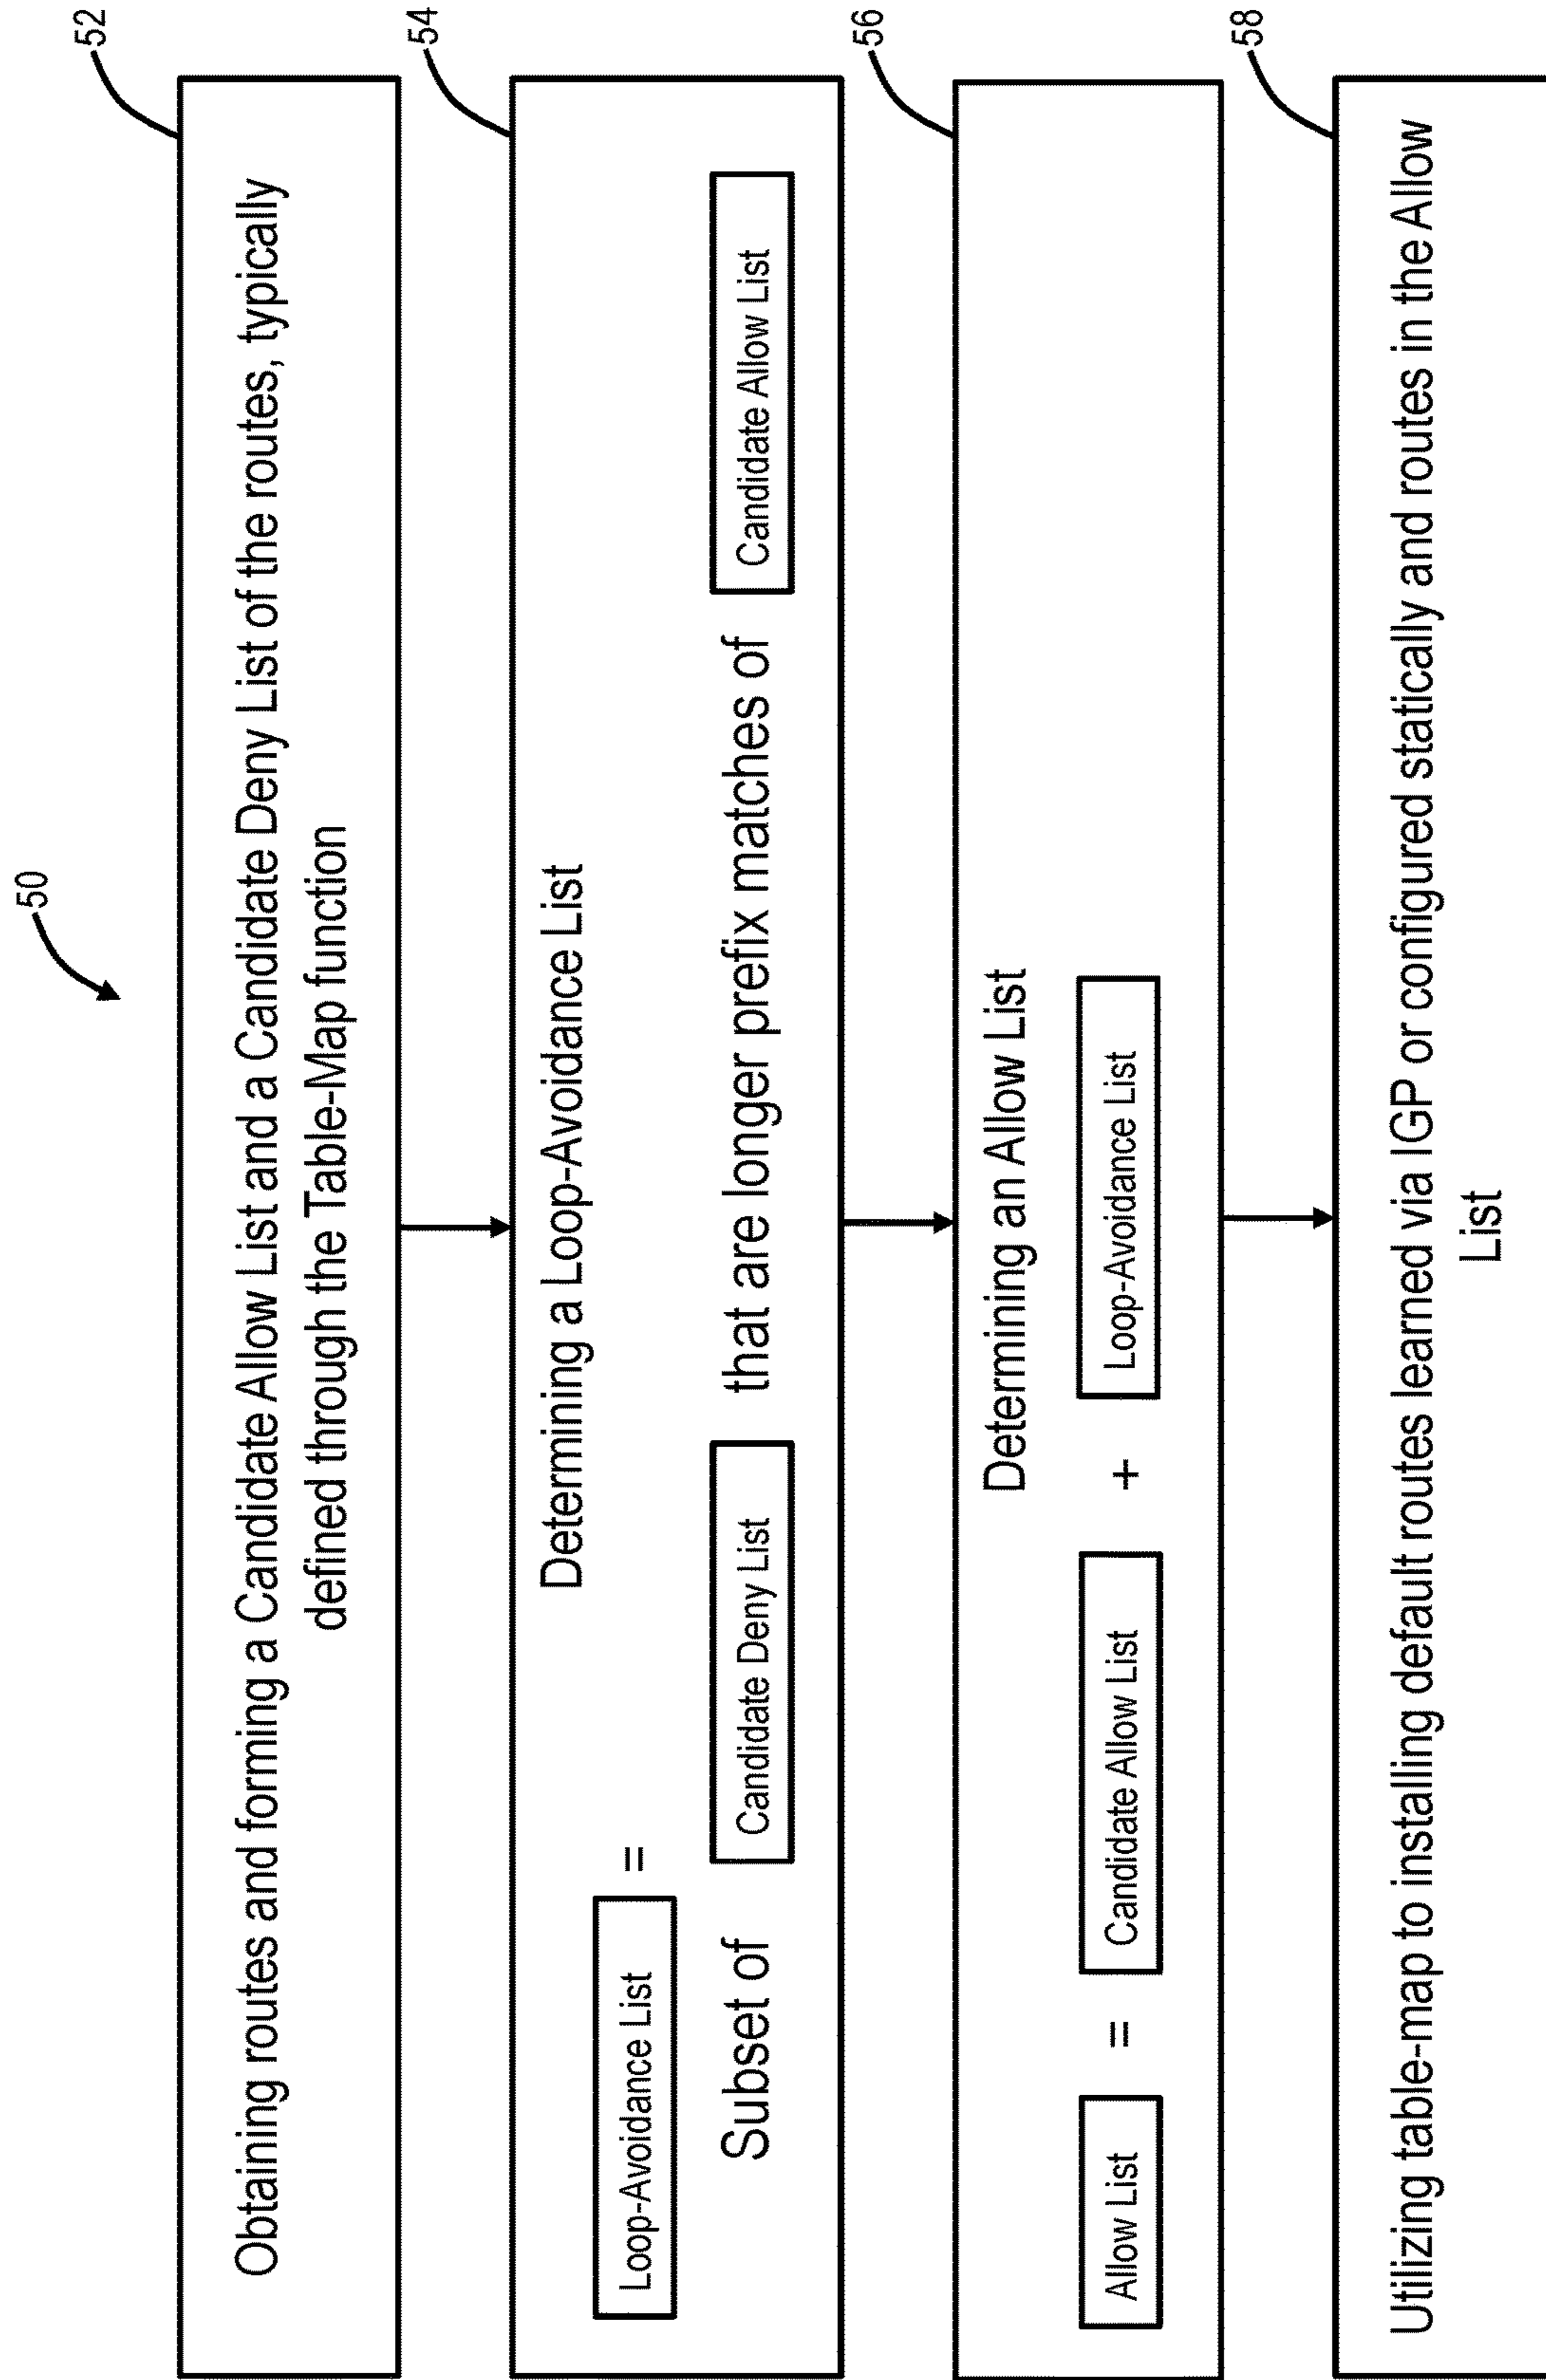 50
52
Obtaining routes and forming a Candidate Allow List and a Candidate Deny List of the routes, typically
defined through the Table-Map function
54
Determining a Loop-Avoidance List
Loop-Avoidance List =
Subset of Candidate Deny List that are longer prefix matches of Candidate Allow List
56
Determining an Allow List
Allow List = Candidate Allow List + Loop-Avoidance List
58
Utilizing table-map to installing default routes learned via IGP or configured statically and routes in the Allow
List